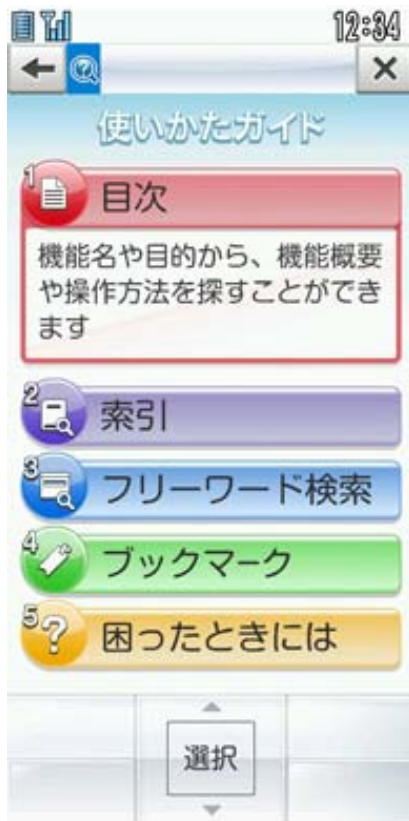 12:34
使いかたガイド
1
目次
機能名や目的から、機能概要
や操作方法を探すことができ
ます
2
索引
3
フリーワード検索
4
ブックマーク
5
困ったときには
選択